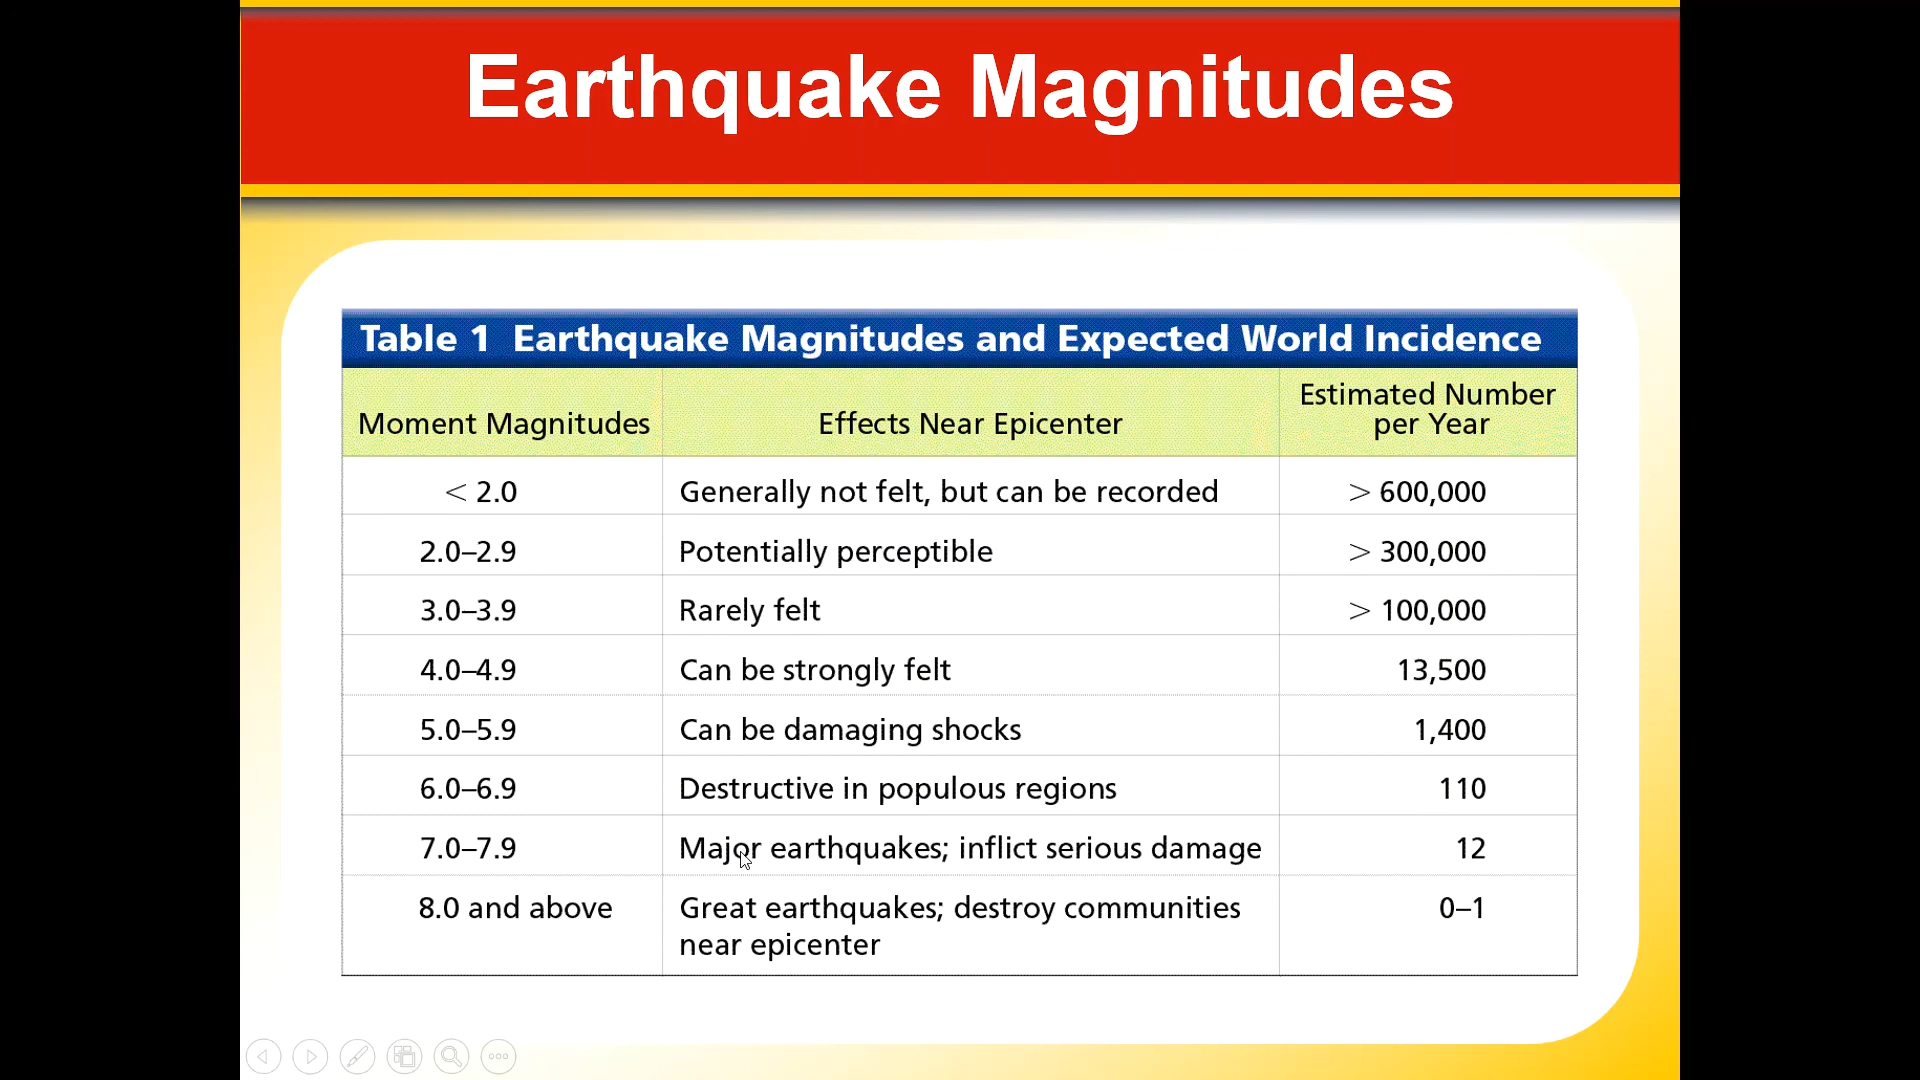 Earthquake Magnitudes
Table 1 Earthquake Magnitudes and Expected World Incidence
Moment Magnitudes Effects Near Epicenter Estimated Number per Year
< 2.0 Generally not felt, but can be recorded > 600,000
2.0–2.9 Potentially perceptible > 300,000
3.0–3.9 Rarely felt > 100,000
4.0–4.9 Can be strongly felt 13,500
5.0–5.9 Can be damaging shocks 1,400
6.0–6.9 Destructive in populous regions 110
7.0–7.9 Major earthquakes; inflict serious damage 12
8.0 and above Great earthquakes; destroy communities 0–1
near epicenter